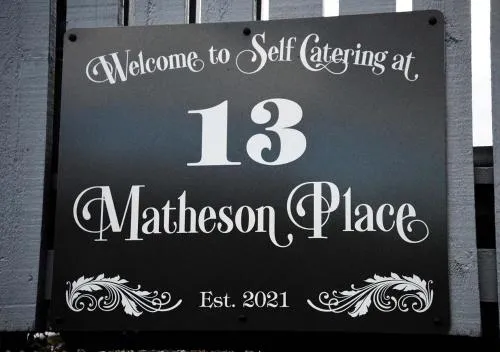 Welcome to Self Catering at
13
Matheson Place
Est. 2021